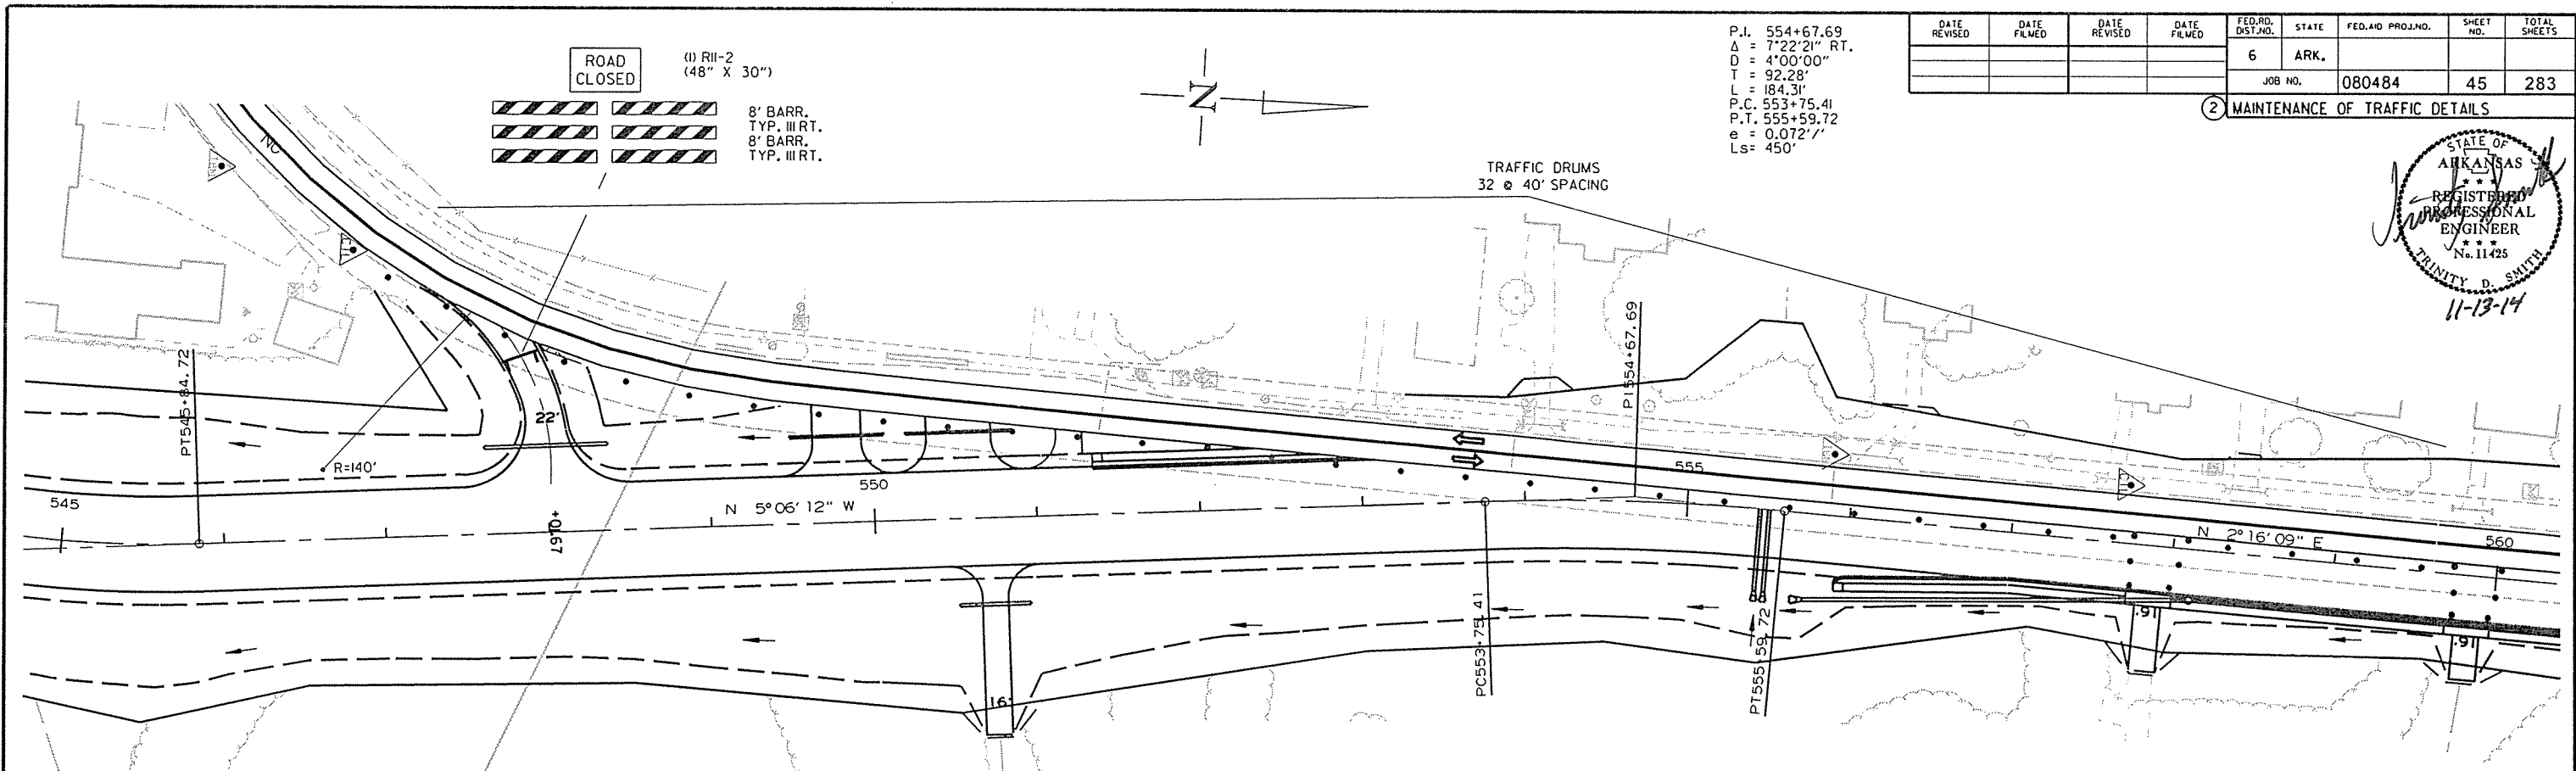 ROAD
CLOSED
(1) R11-2
(48" X 30")
8' BARR.
TYP. III RT.
8' BARR.
TYP. III RT.
N
P.I. 554+67.69
Δ = 7°22'21" RT.
D = 4°00'00"
T = 92.28'
L = 184.31'
P.C. 553+75.41
P.T. 555+59.72
e = 0.072'/'
Ls= 450'
DATE REVISED
DATE FILMED
DATE REVISED
DATE FILMED
FED.RD. DIST.NO.
STATE
FED.AID PROJ.NO.
SHEET NO.
TOTAL SHEETS
6
ARK.
JOB NO.
080484
45
283
2 MAINTENANCE OF TRAFFIC DETAILS
STATE OF
ARKANSAS
REGISTERED
PROFESSIONAL
ENGINEER
No. 11425
TRINITY D. SMITH
11-13-14
TRAFFIC DRUMS
32 @ 40' SPACING
NC
PT545+84.72
R=140'
22'
545
+01
67
550
N 5°06'12" W
PI554+67.69
555
PC553+75.41
PT555+59.72
N 2°16'09" E
560
16'
16'
16'